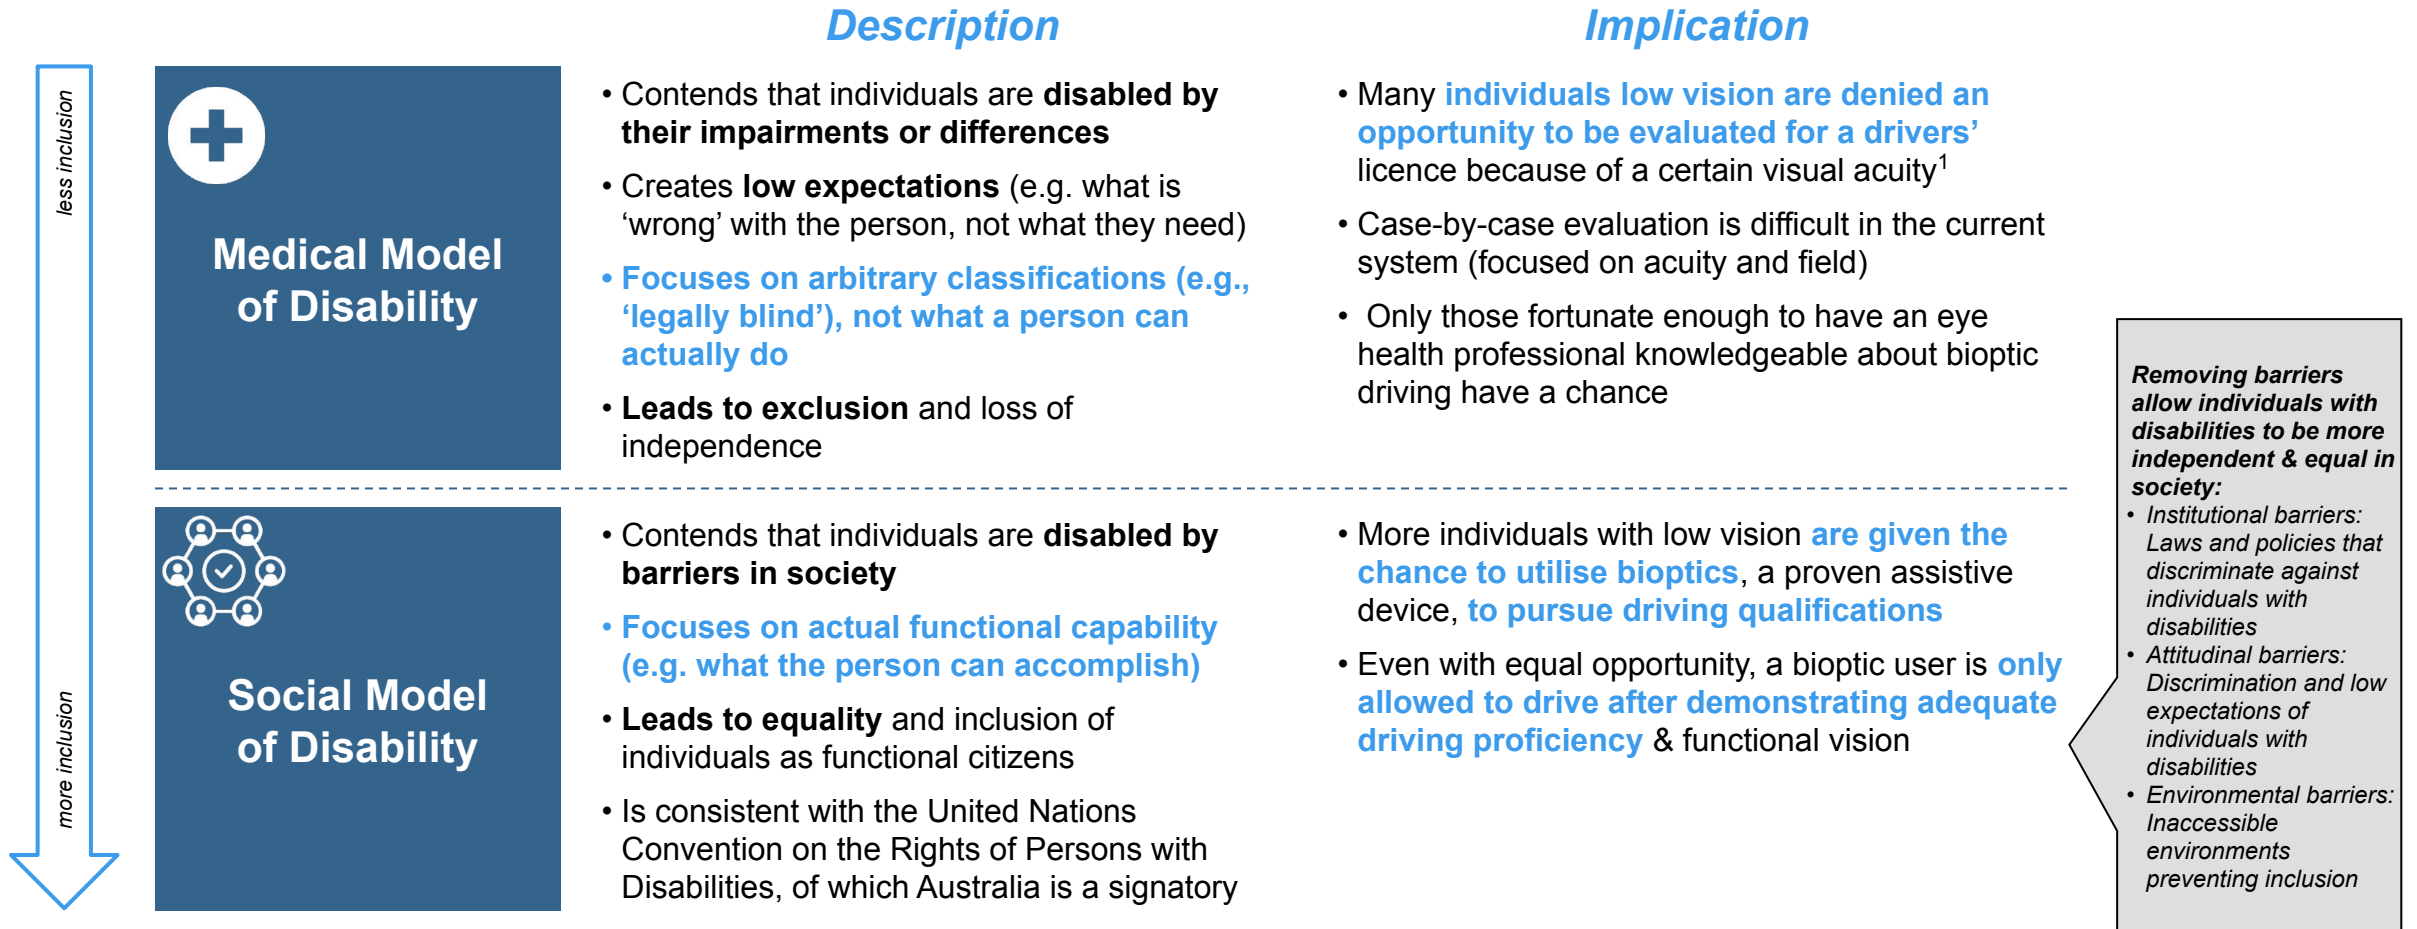 Description
Implication
less inclusion
Medical Model
of Disability
• Contends that individuals are disabled by
their impairments or differences
• Creates low expectations (e.g. what is
‘wrong’ with the person, not what they need)
• Focuses on arbitrary classifications (e.g.,
‘legally blind’), not what a person can
actually do
• Leads to exclusion and loss of
independence
• Many individuals low vision are denied an
opportunity to be evaluated for a drivers’
licence because of a certain visual acuity¹
• Case-by-case evaluation is difficult in the current
system (focused on acuity and field)
• Only those fortunate enough to have an eye
health professional knowledgeable about bioptic
driving have a chance
more inclusion
Social Model
of Disability
• Contends that individuals are disabled by
barriers in society
• Focuses on actual functional capability
(e.g. what the person can accomplish)
• Leads to equality and inclusion of
individuals as functional citizens
• Is consistent with the United Nations
Convention on the Rights of Persons with
Disabilities, of which Australia is a signatory
• More individuals with low vision are given the
chance to utilise bioptics, a proven assistive
device, to pursue driving qualifications
• Even with equal opportunity, a bioptic user is only
allowed to drive after demonstrating adequate
driving proficiency & functional vision
Removing barriers
allow individuals with
disabilities to be more
independent & equal in
society:
• Institutional barriers:
Laws and policies that
discriminate against
individuals with
disabilities
• Attitudinal barriers:
Discrimination and low
expectations of
individuals with
disabilities
• Environmental barriers:
Inaccessible
environments
preventing inclusion